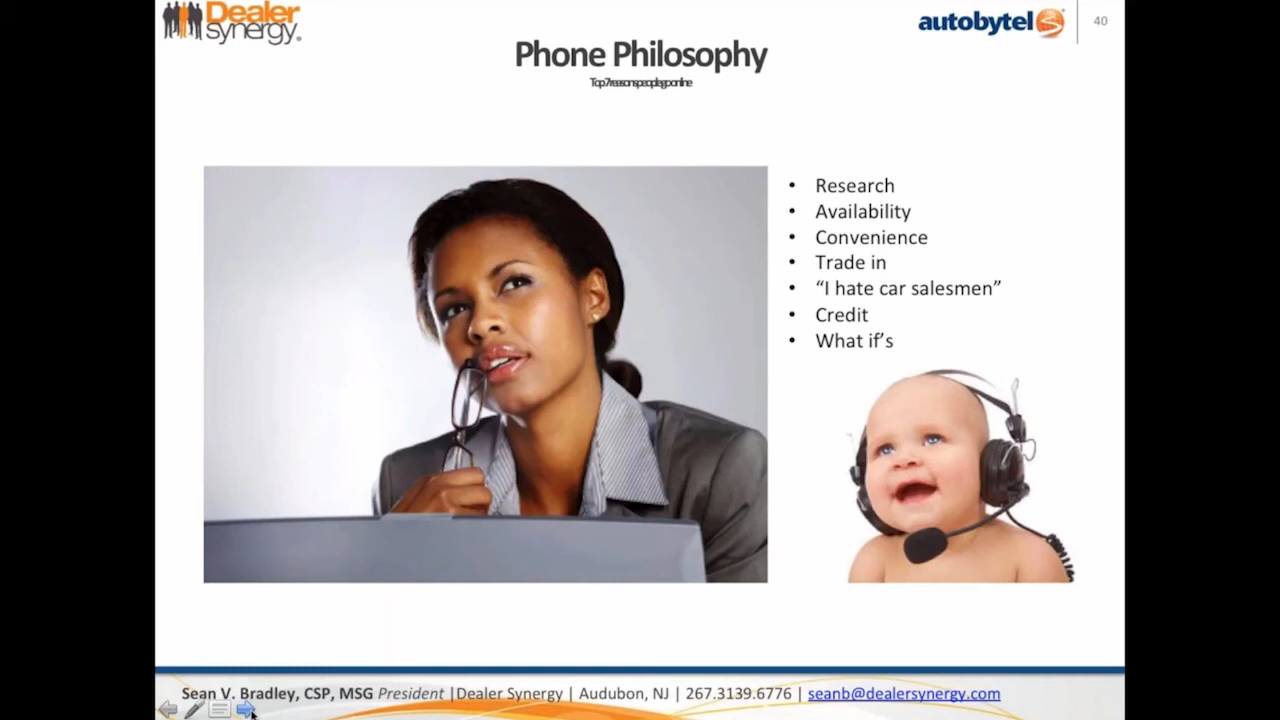 Dealer
synergy.
autobytel
40
Phone Philosophy
Top 7 reasons people go online
• Research
• Availability
• Convenience
• Trade in
• “I hate car salesmen”
• Credit
• What if’s
Sean V. Bradley, CSP, MSG President |Dealer Synergy | Audubon, NJ | 267.3139.6776 | seanb@dealersynergy.com